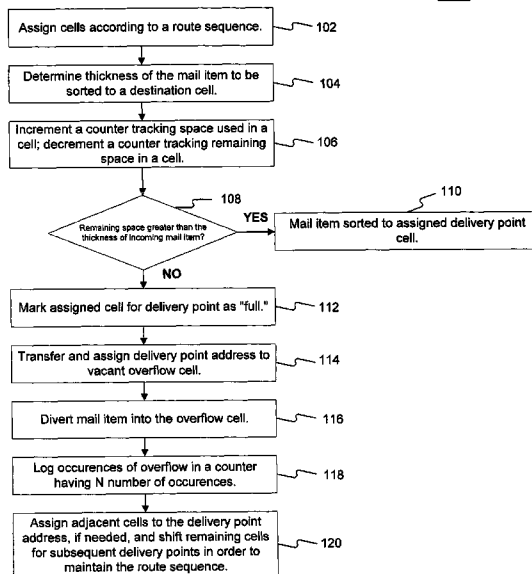 Assign cells according to a route sequence.
102
Determine thickness of the mail item to be
sorted to a destination cell.
104
Increment a counter tracking space used in a
cell; decrement a counter tracking remaining
space in a cell.
106
108
Remaining space greater than the
thickness of incoming mail item?
YES
110
Mail item sorted to assigned delivery point
cell.
NO
Mark assigned cell for delivery point as "full."
112
Transfer and assign delivery point address to
vacant overflow cell.
114
Divert mail item into the overflow cell.
116
Log occurences of overflow in a counter
having N number of occurences.
118
Assign adjacent cells to the delivery point
address, if needed, and shift remaining cells
for subsequent delivery points in order to
maintain the route sequence.
120